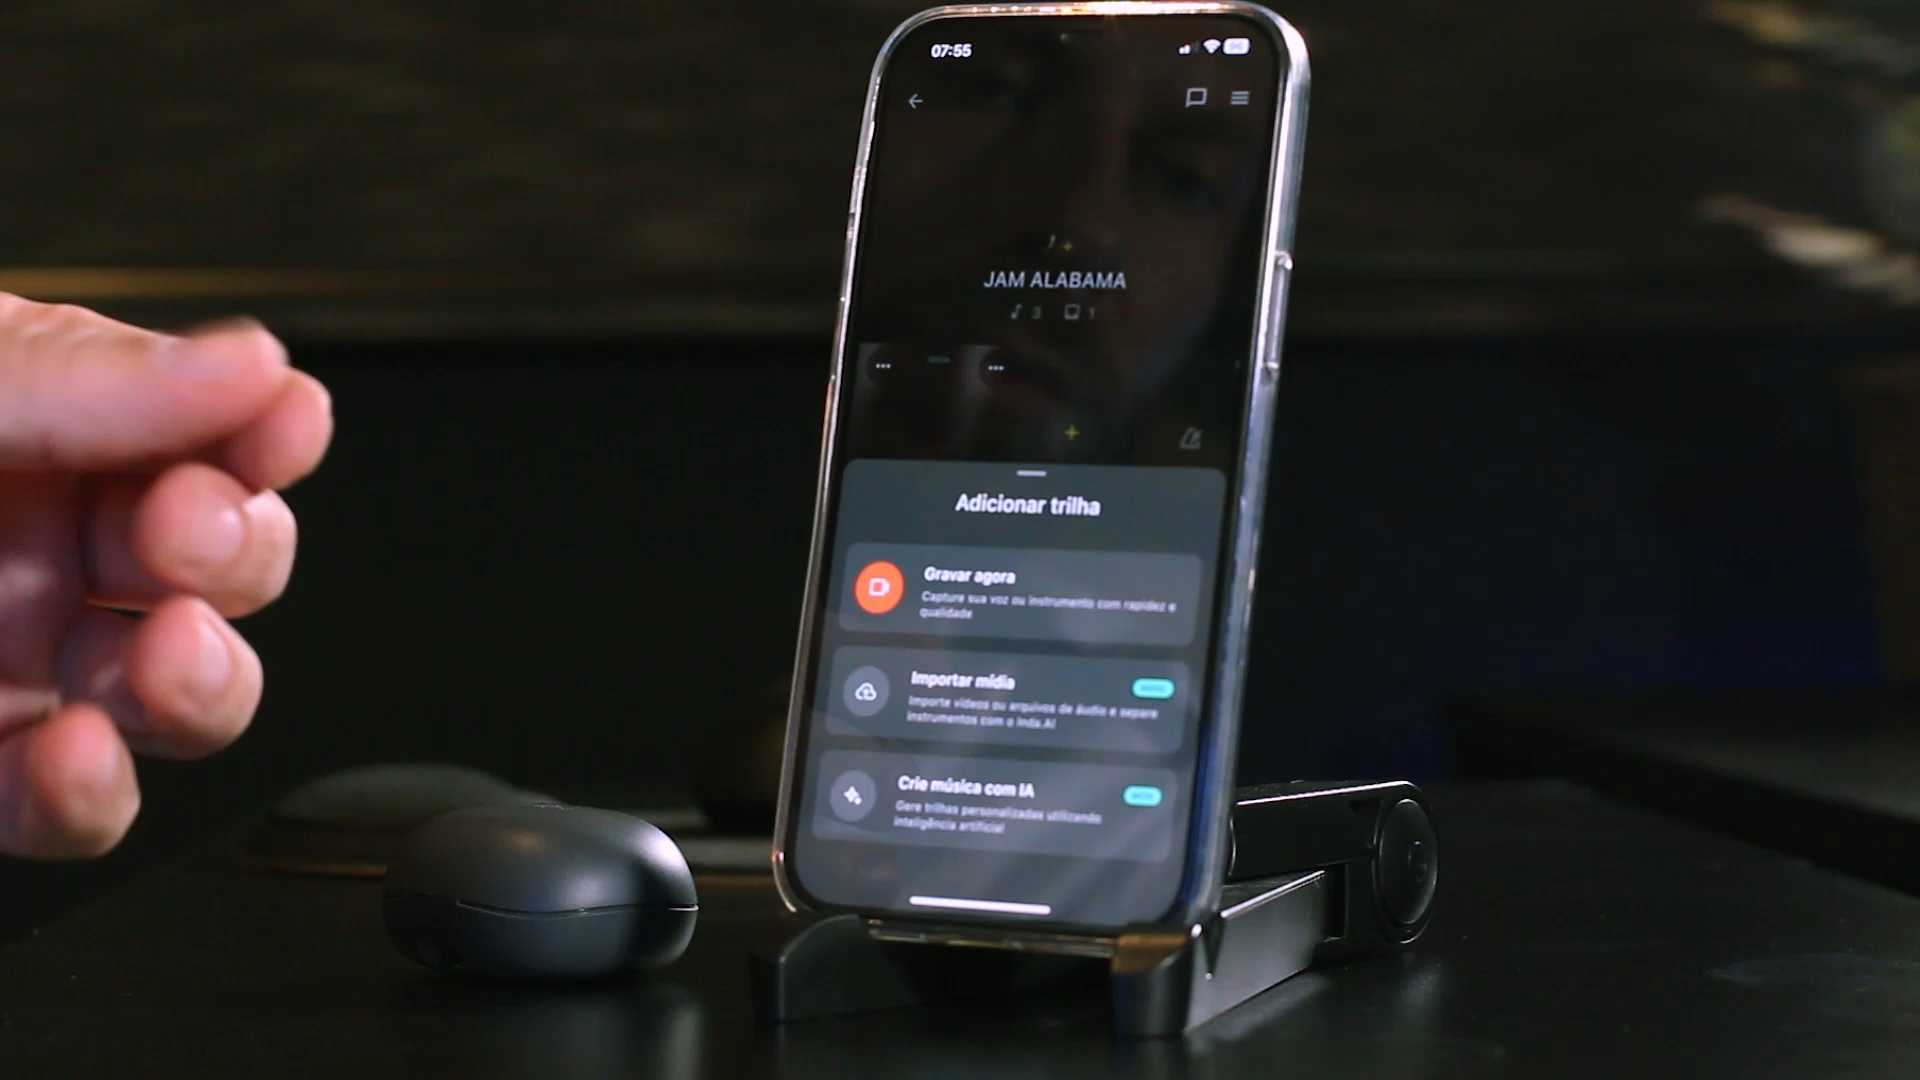 07:55
JAM ALABAMA
3 1
Adicionar trilha
Gravar agora
Capture sua voz ou instrumento com rapidez e
qualidade
Importar mídia
Importe vídeos ou arquivos de áudio e separe
instrumentos com o Inda.AI
Crie música com IA
Gere trilhas personalizadas utilizando
inteligência artificial